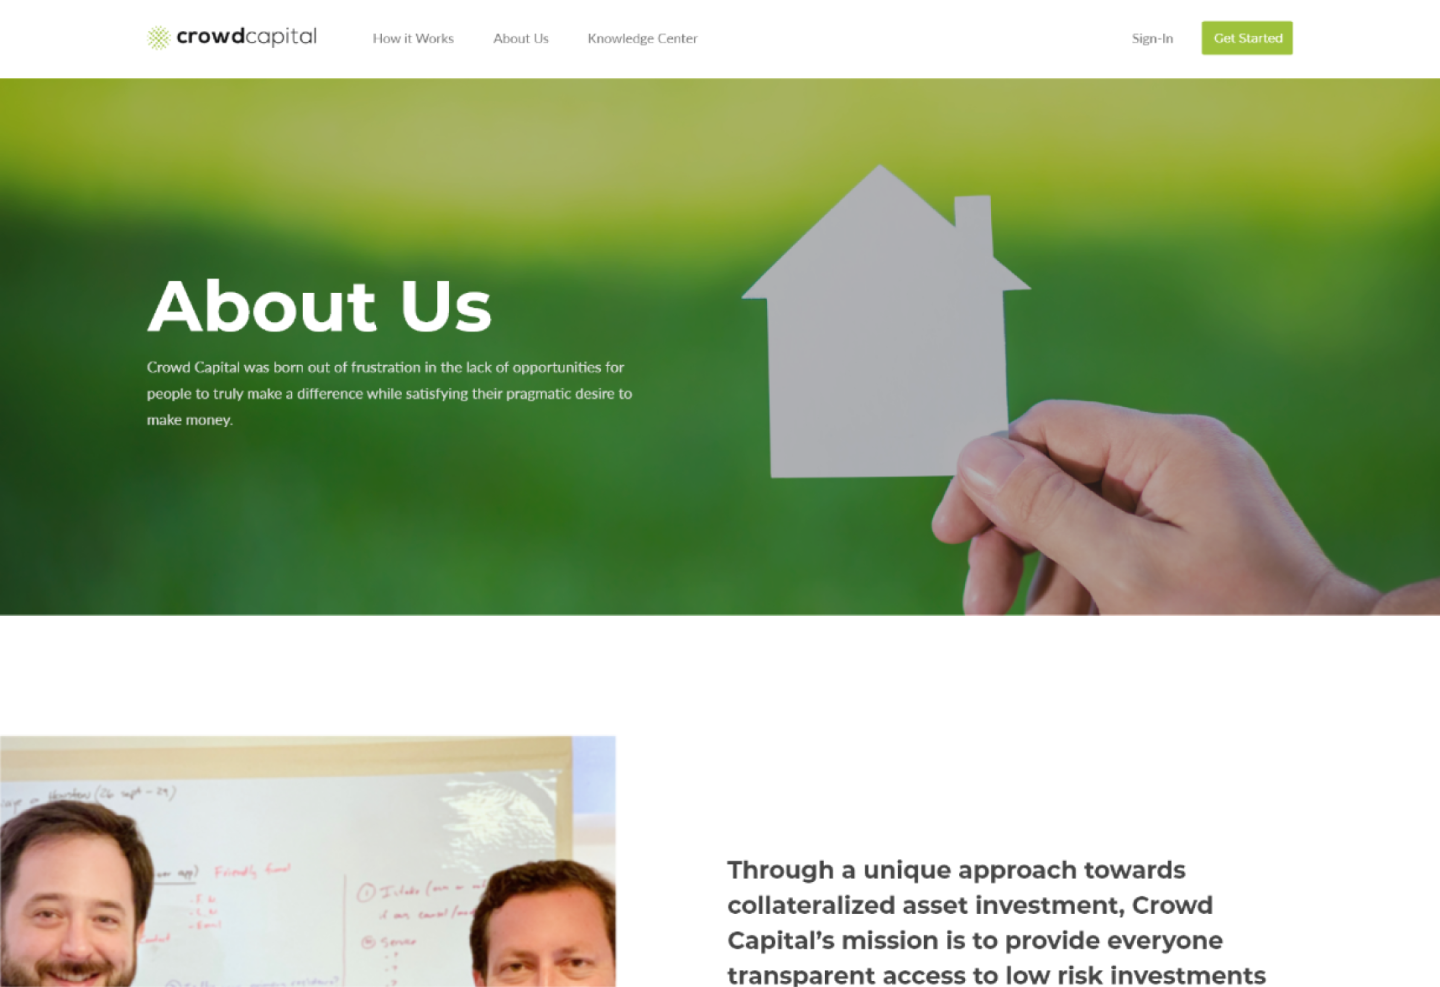 crowdcapital
How it Works
About Us
Knowledge Center
Sign-In
Get Started
About Us
Crowd Capital was born out of frustration in the lack of opportunities for
people to truly make a difference while satisfying their pragmatic desire to
make money.
Through a unique approach towards
collateralized asset investment, Crowd
Capital’s mission is to provide everyone
transparent access to low risk investments